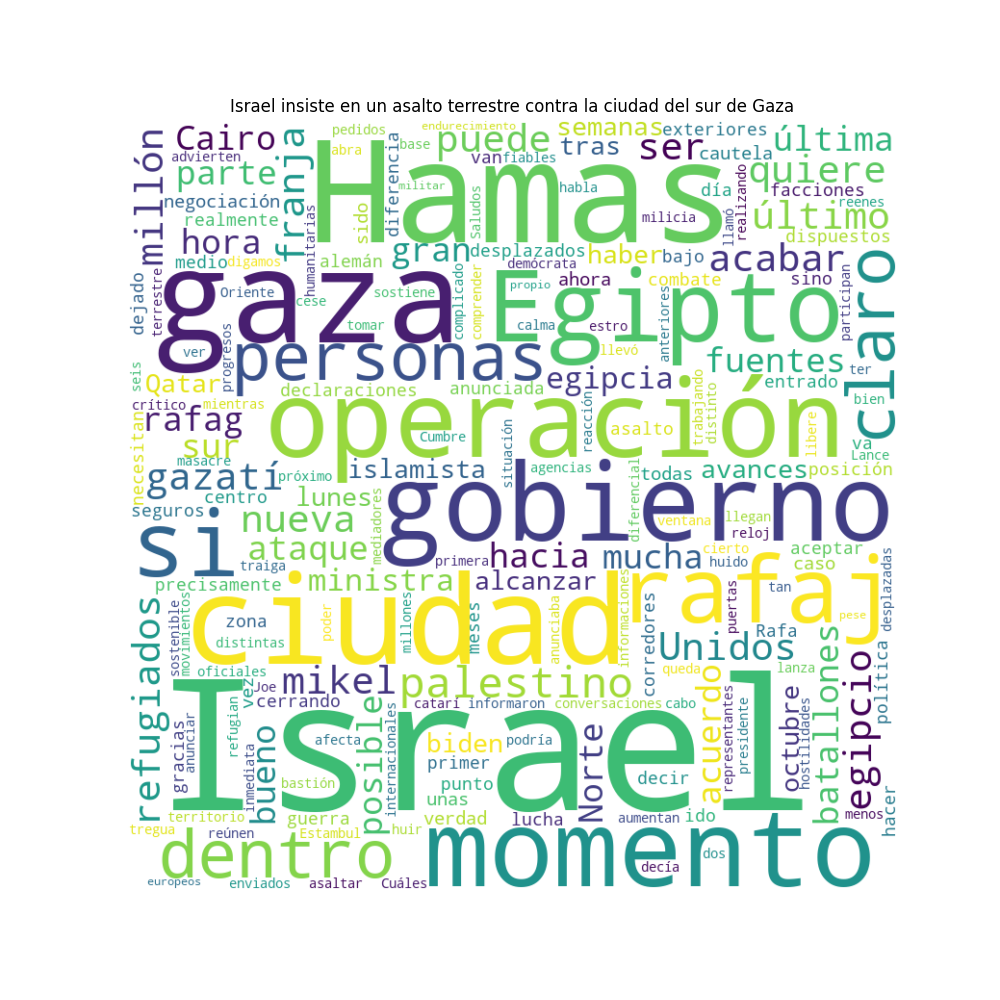 Israel insiste en un asalto terrestre contra la ciudad del sur de Gaza
endurecimiento
pedidos
semanas
exteriores
Cairo
millón
advierten
franja
abra
base
puede
tras
ser
cautela
última
diferencia
van
fiables
parte
Hamas
quiere
negociación
militar
habla
día
facciones
realizando
reenes
realmente
humanitarias
sido
Saludos
milicia
llamó
último
hora
gran
desplazados
haber
bajo
acabar
dispuestos
medio
digamos
alemán
demócrata
sino
claro
dejado
terrestre
gaza
Oriente
cese
sostiene
complicado
comprender
Egipto
propio
ahora
combate
participan
tomar
calma
estro
anteriores
ver
progresos
personas
llevó
fuentes
seis
Qatar
declaraciones
anunciada
egipcia
entrado
ter
crítico
mientras
operación
reacción
trabajando
distinto
bien
rafag
necesitan
asalto
libere
sur
Cumbre
situación
va
Lance
masacre
gazatí
próximo
islamista
agencias
diferencial
todas
avances
posición
centro
lunes
mediadores
gobierno
seguros
nueva
ventana
llegan
reloj
si
ataque
primera
hacia
mucha
cierto
aceptar
traiga
huido
caso
precisamente
ministra
alcanzar
tan
desplazadas
refugiados
sostenible
movimientos
ciudad
poder
millones
meses
anunciaba
informaciones
rafaj
puertas
pese
zona
Rafa
distintas
Unidos
batallones
egipcio
política
oficiales
vez
Joe
mikel
palestino
corredores
queda
lanza
cerrando
catarí
informaron
conversaciones
cabo
acuerdo
representantes
presidente
octubre
hostilidades
gracias
anunciar
refugian
inmediata
bueno
Israel
afecta
posible
internacionales
biden
podría
Norte
primer
bastión
punto
decir
unas
territorio
guerra
verdad
lucha
aumentan
ido
menos
hacer
tregua
reúnen
Estambul
huir
dentro
momento
dos
decía
europeos
enviados
asaltar
Cuáles